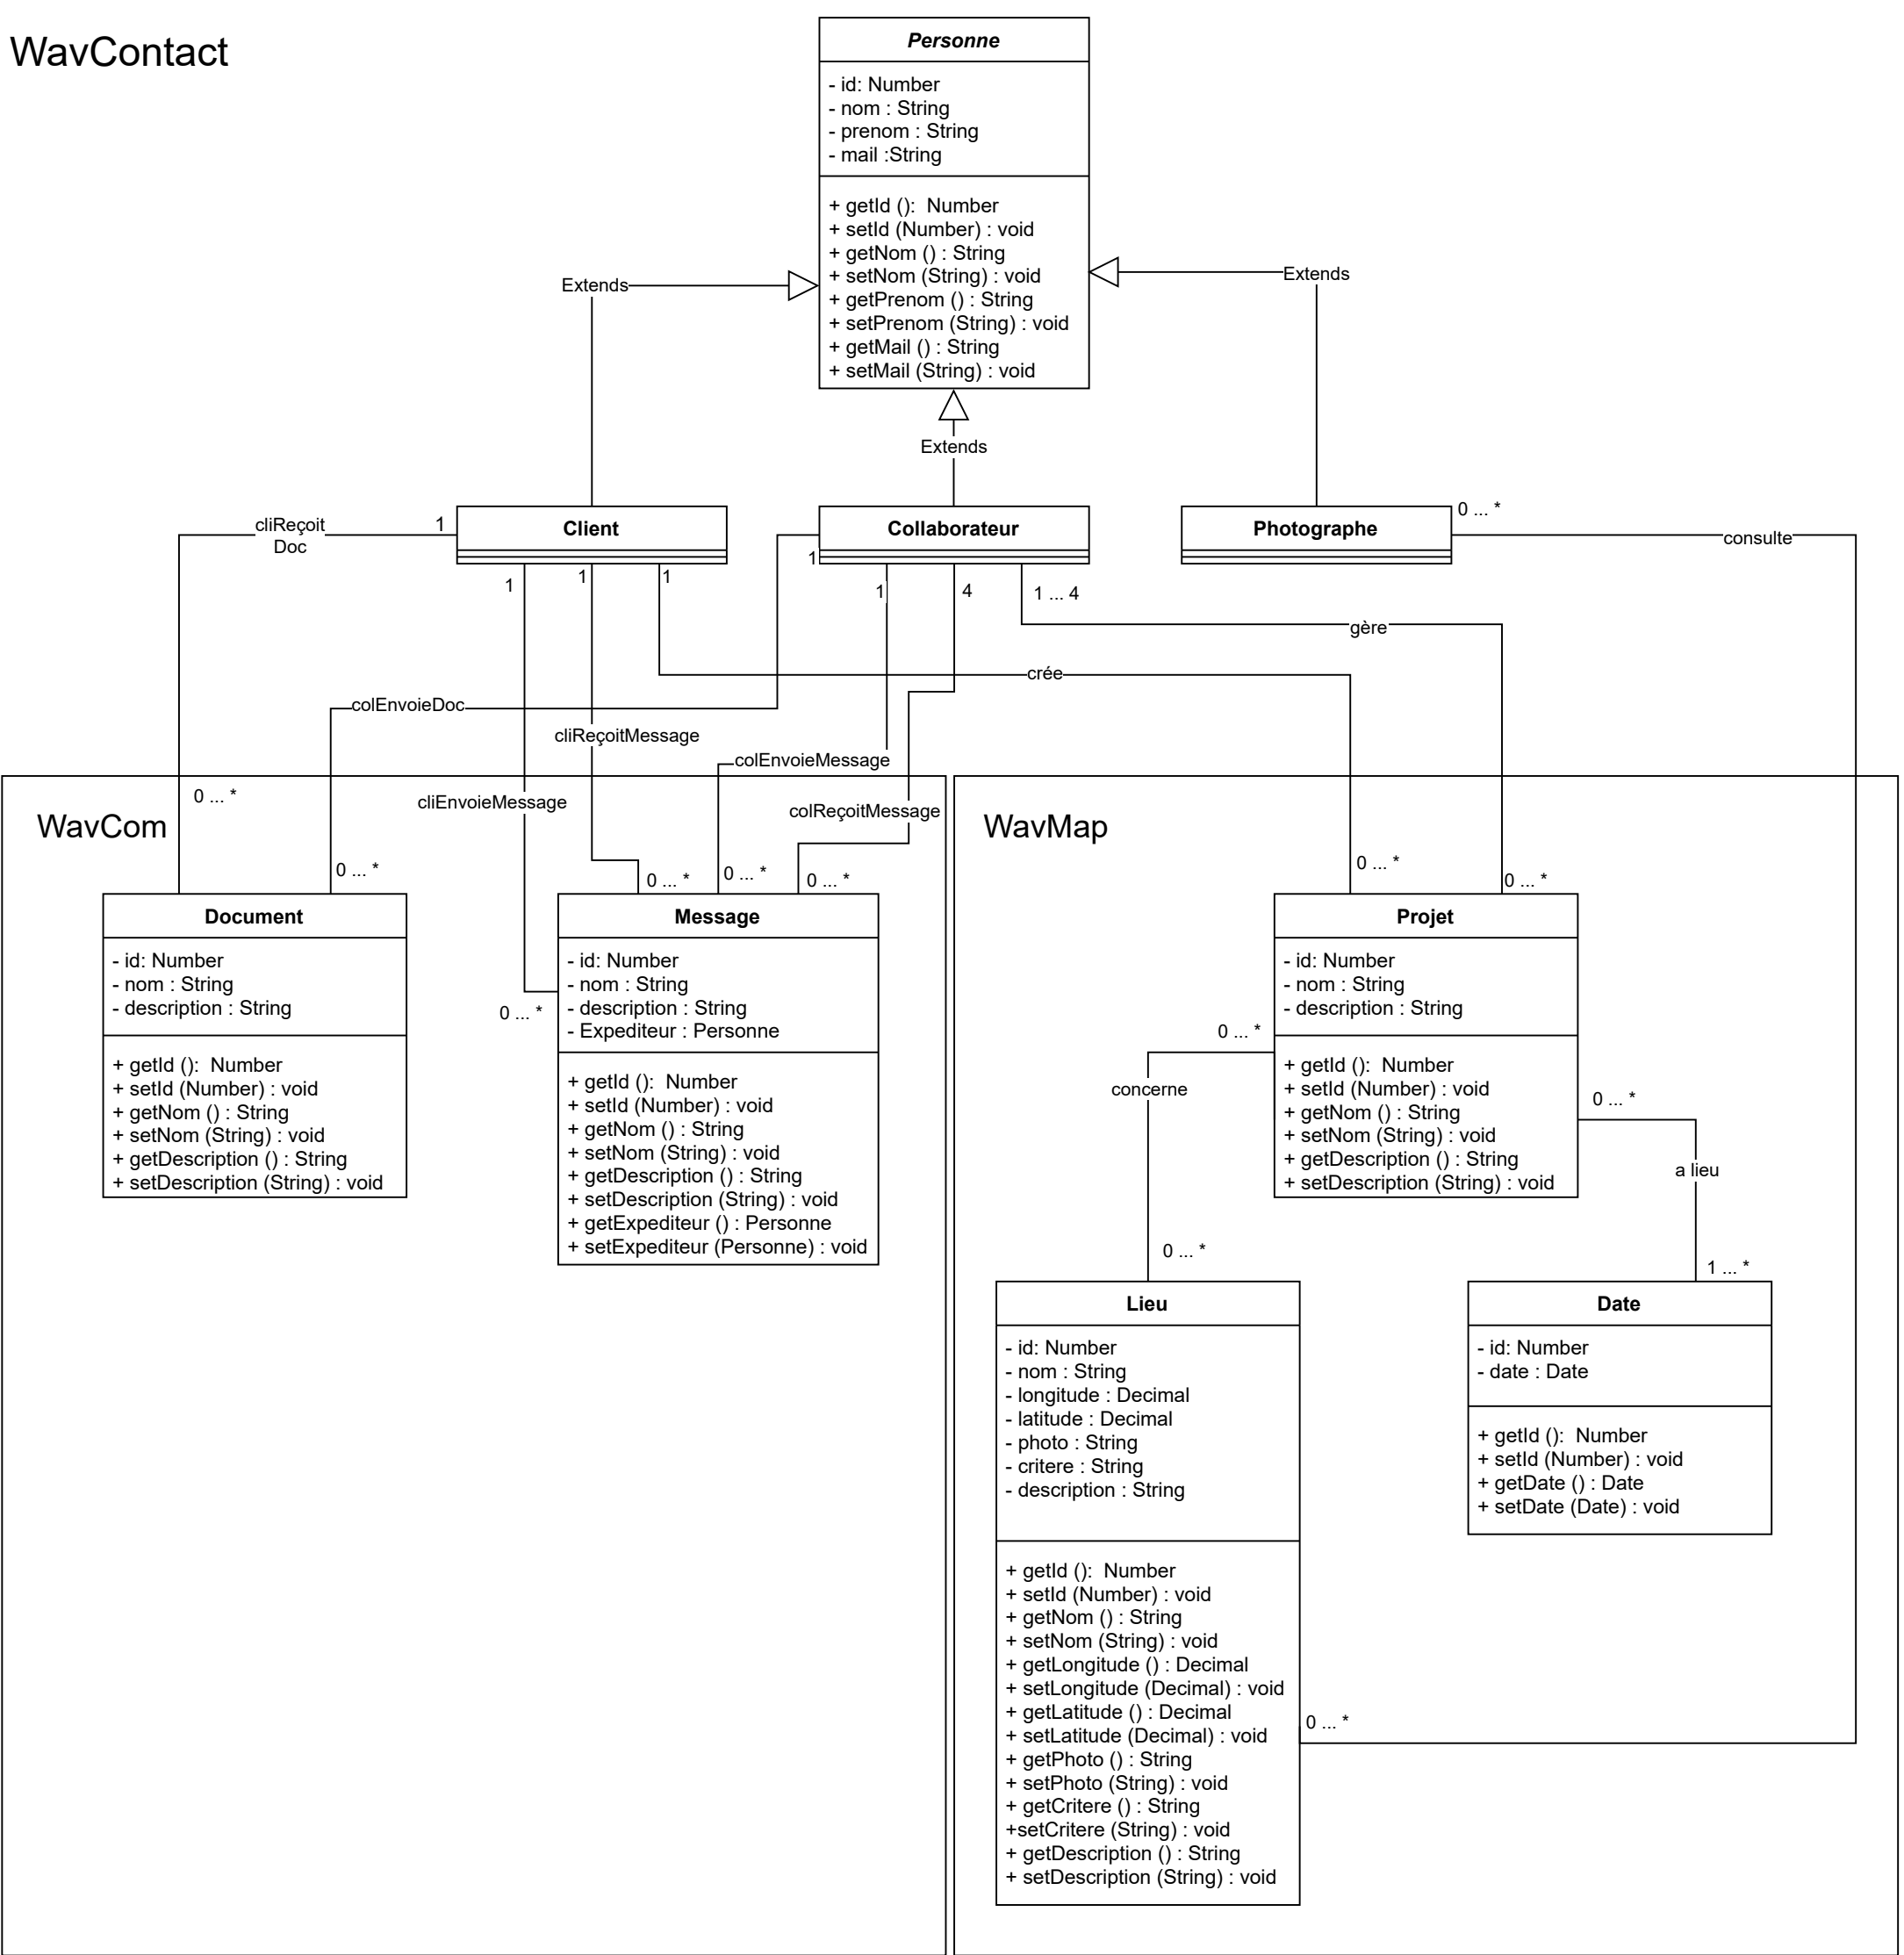 WavContact
Personne
- id: Number
- nom : String
- prenom : String
- mail :String
+ getId ():  Number
+ setId (Number) : void
+ getNom () : String
+ setNom (String) : void
+ getPrenom () : String
+ setPrenom (String) : void
+ getMail () : String
+ setMail (String) : void
Extends
Extends
Extends
Client
Collaborateur
Photographe
0 ... *
consulte
cliReçoit
Doc
1
1
1
1
1
1
4
1 ... 4
gère
crée
colEnvoieDoc
cliReçoitMessage
colEnvoieMessage
cliEnvoieMessage
colReçoitMessage
0 ... *
WavCom
WavMap
0 ... *
0 ... *
0 ... *
0 ... *
0 ... *
0 ... *
Document
- id: Number
- nom : String
- description : String
+ getId ():  Number
+ setId (Number) : void
+ getNom () : String
+ setNom (String) : void
+ getDescription () : String
+ setDescription (String) : void
0 ... *
Message
- id: Number
- nom : String
- description : String
- Expediteur : Personne
+ getId ():  Number
+ setId (Number) : void
+ getNom () : String
+ setNom (String) : void
+ getDescription () : String
+ setDescription (String) : void
+ getExpediteur () : Personne
+ setExpediteur (Personne) : void
Projet
- id: Number
- nom : String
- description : String
+ getId ():  Number
+ setId (Number) : void
+ getNom () : String
+ setNom (String) : void
+ getDescription () : String
+ setDescription (String) : void
0 ... *
concerne
0 ... *
0 ... *
a lieu
1 ... *
Lieu
- id: Number
- nom : String
- longitude : Decimal
- latitude : Decimal
- photo : String
- critere : String
- description : String
+ getId ():  Number
+ setId (Number) : void
+ getNom () : String
+ setNom (String) : void
+ getLongitude () : Decimal
+ setLongitude (Decimal) : void
+ getLatitude () : Decimal
+ setLatitude (Decimal) : void
+ getPhoto () : String
+ setPhoto (String) : void
+ getCritere () : String
+setCritere (String) : void
+ getDescription () : String
+ setDescription (String) : void
0 ... *
Date
- id: Number
- date : Date
+ getId ():  Number
+ setId (Number) : void
+ getDate () : Date
+ setDate (Date) : void